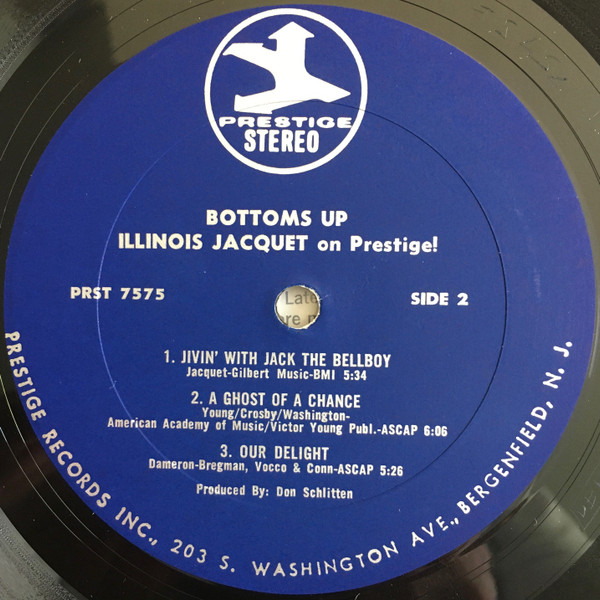 PRESTIGE
STEREO
BOTTOMS UP
ILLINOIS JACQUET on Prestige!
PRST 7575
SIDE 2
Late
1. JIVIN' WITH JACK THE BELLBOY
Jacquet-Gilbert Music-BMI 5:34
2. A GHOST OF A CHANCE
Young/Crosby/Washington-
American Academy of Music/Victor Young Publ.-ASCAP 6:06
3. OUR DELIGHT
Dameron-Bregman, Vocco & Conn-ASCAP 5:26
Produced By: Don Schlitten
PRESTIGE RECORDS INC., 203 S. WASHINGTON AVE., BERGENFIELD, N. J.